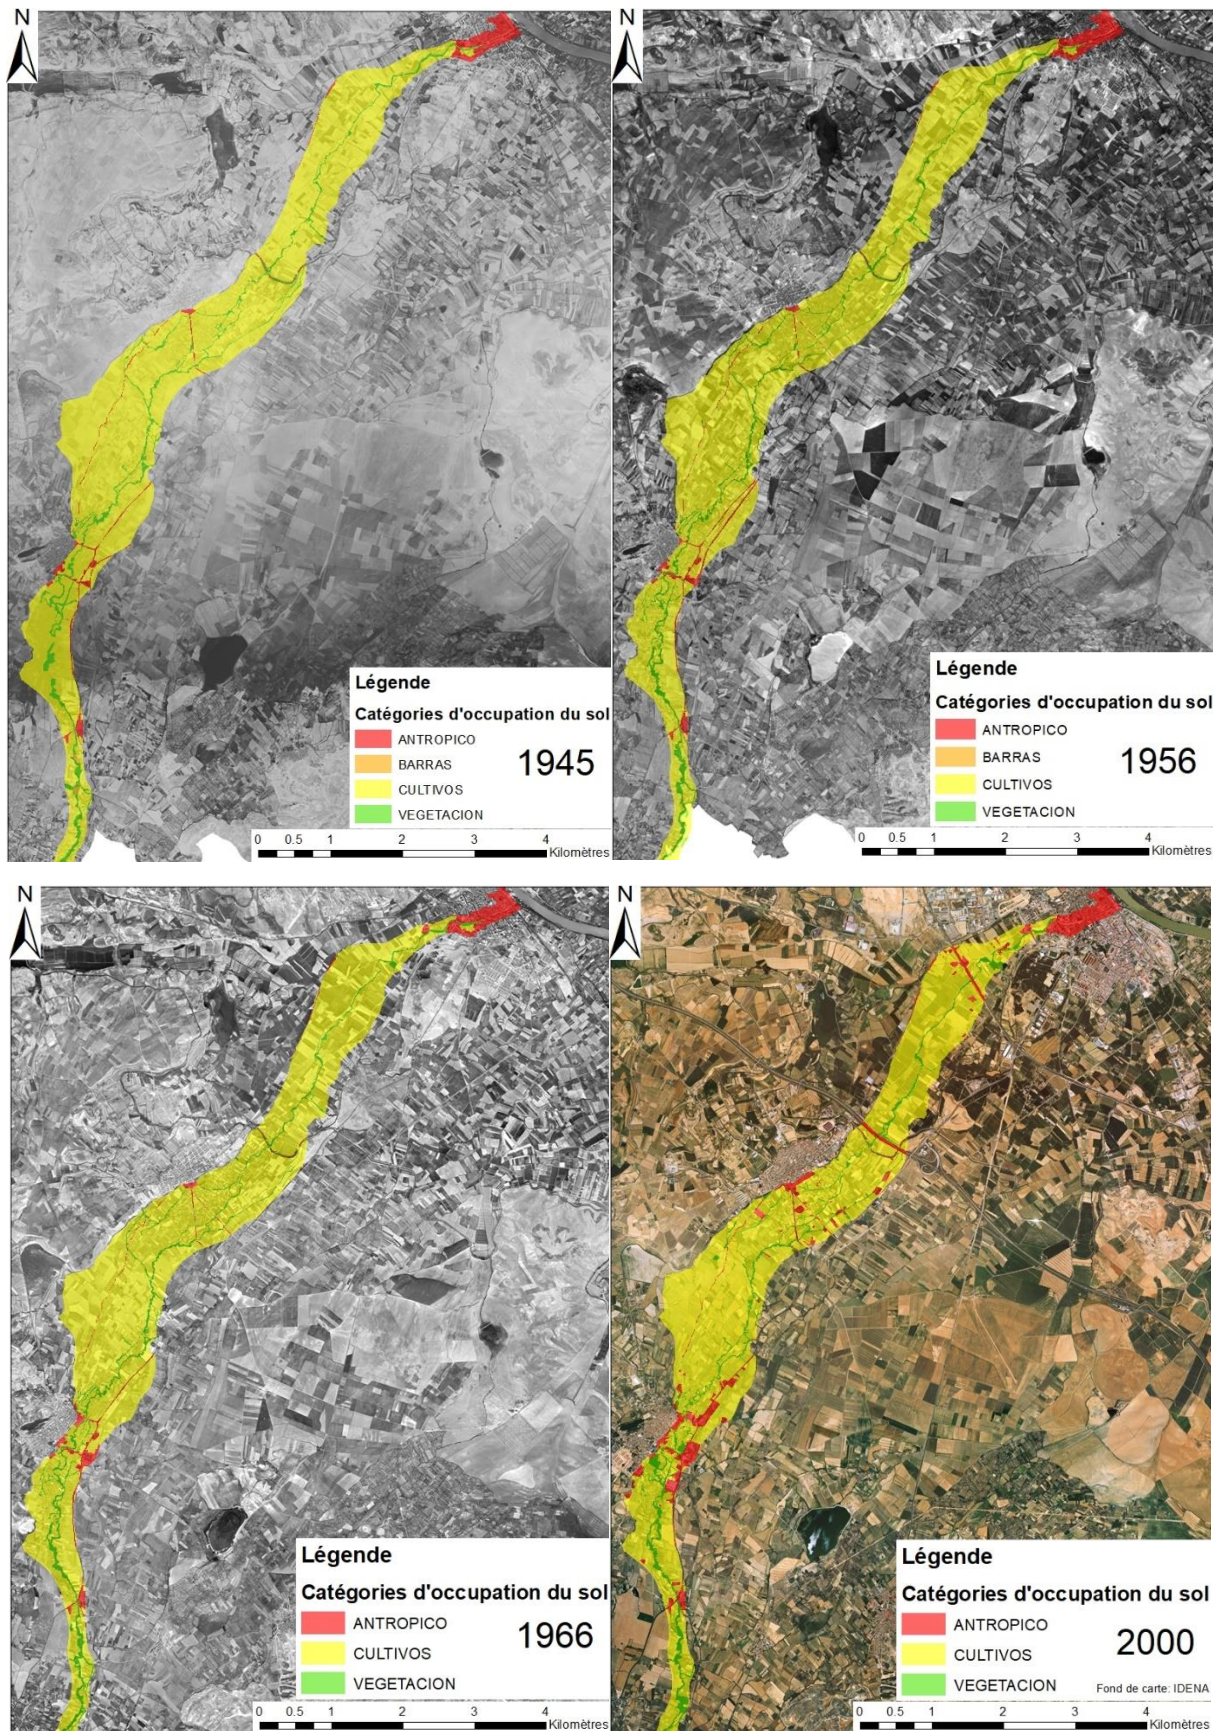 N
Légende
Catégories d'occupation du sol
ANTROPICO
BARRAS
CULTIVOS
VEGETACION
1945
0 0.5 1 2 3 4
Kilomètres
N
Légende
Catégories d'occupation du sol
ANTROPICO
BARRAS
CULTIVOS
VEGETACION
1956
0 0.5 1 2 3 4
Kilomètres
N
Légende
Catégories d'occupation du sol
ANTROPICO
CULTIVOS
VEGETACION
1966
0 0.5 1 2 3 4
Kilomètres
N
Légende
Catégories d'occupation du sol
ANTROPICO
CULTIVOS
VEGETACION
2000
Fond de carte: IDENA
0 0.5 1 2 3 4
Kilomètres